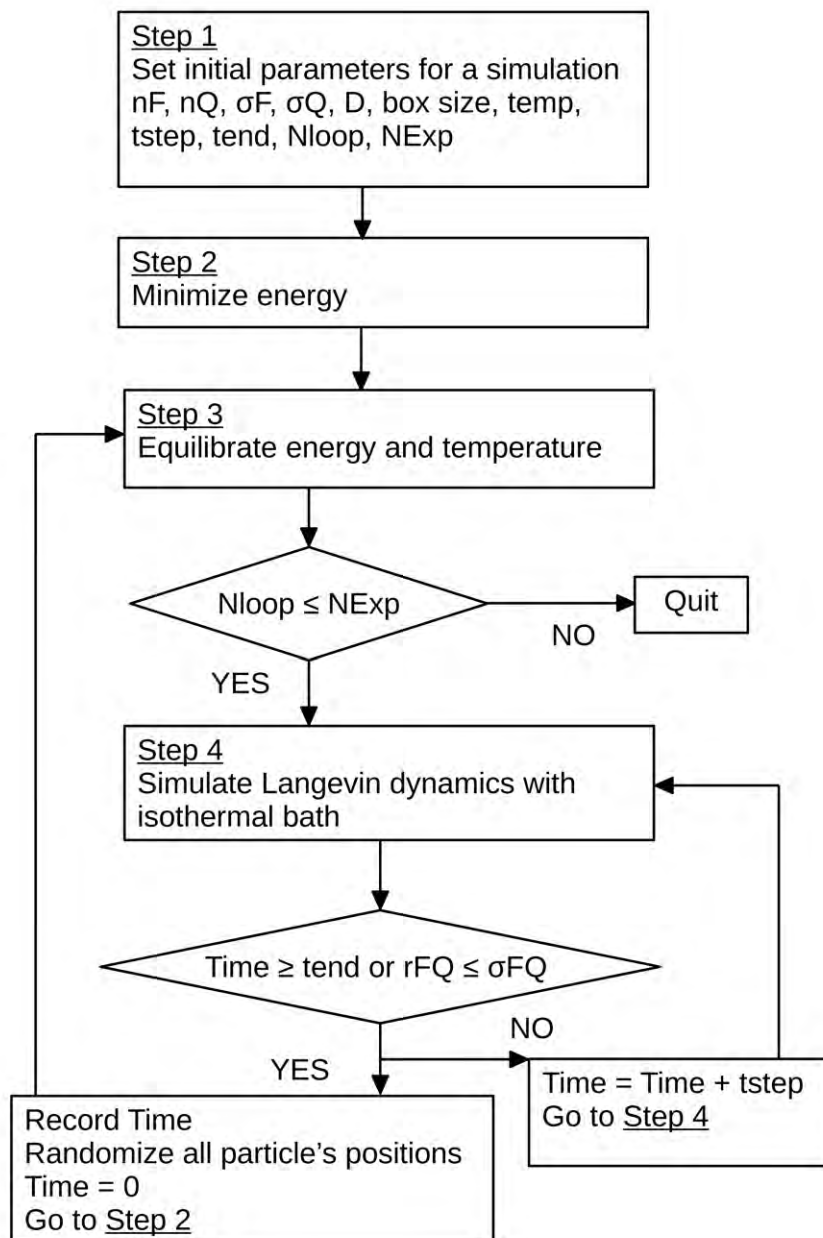 Step 1
Set initial parameters for a simulation
nF, nQ, σF, σQ, D, box size, temp,
tstep, tend, Nloop, NExp
Step 2
Minimize energy
Step 3
Equilibrate energy and temperature
Nloop ≤ NExp
Quit
NO
YES
Step 4
Simulate Langevin dynamics with
isothermal bath
Time ≥ tend or rFQ ≤ σFQ
NO
YES
Time = Time + tstep
Go to Step 4
Record Time
Randomize all particle's positions
Time = 0
Go to Step 2